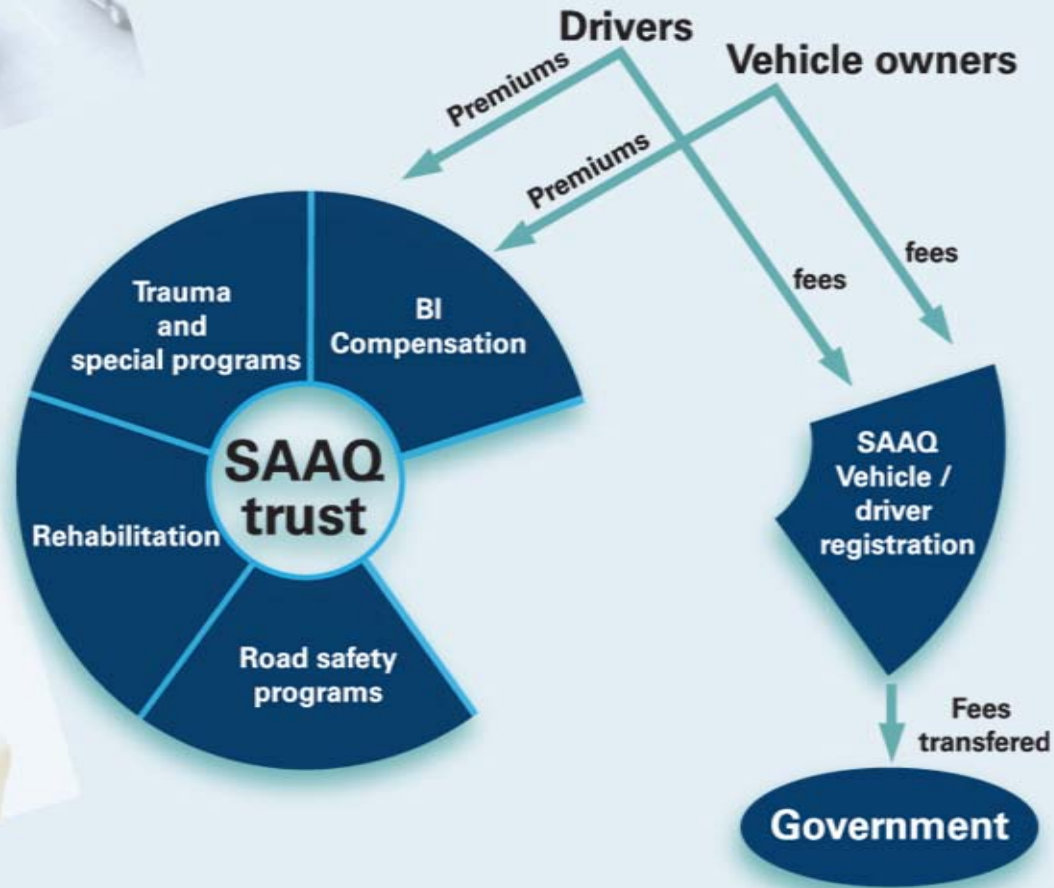 Drivers
Vehicle owners
Premiums
Premiums
fees
fees
Trauma
and
special programs
BI
Compensation
SAAQ
trust
Rehabilitation
Road safety
programs
SAAQ
Vehicle /
driver
registration
Fees
transfered
Government